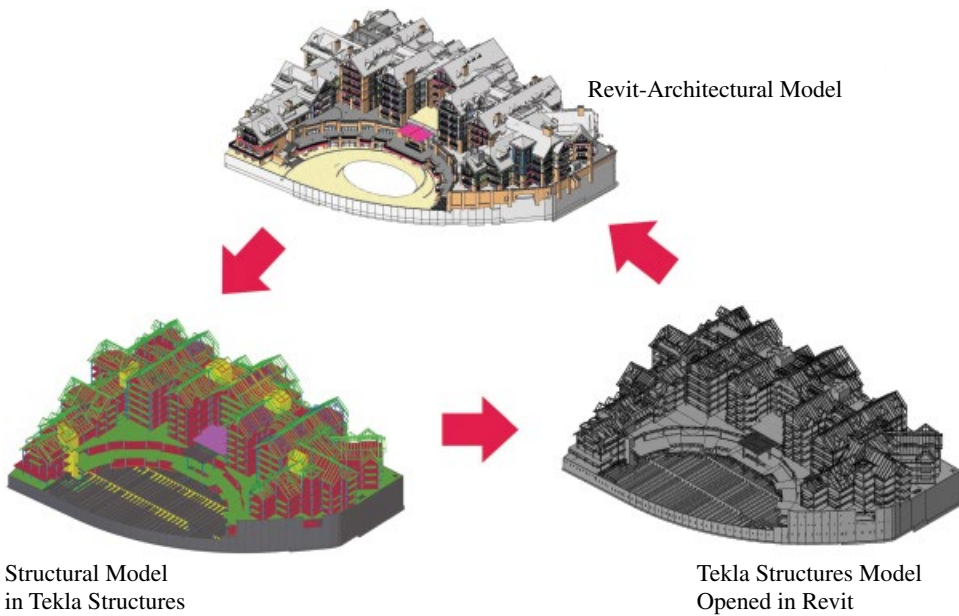 Revit-Architectural Model
Structural Model
in Tekla Structures
Tekla Structures Model
Opened in Revit